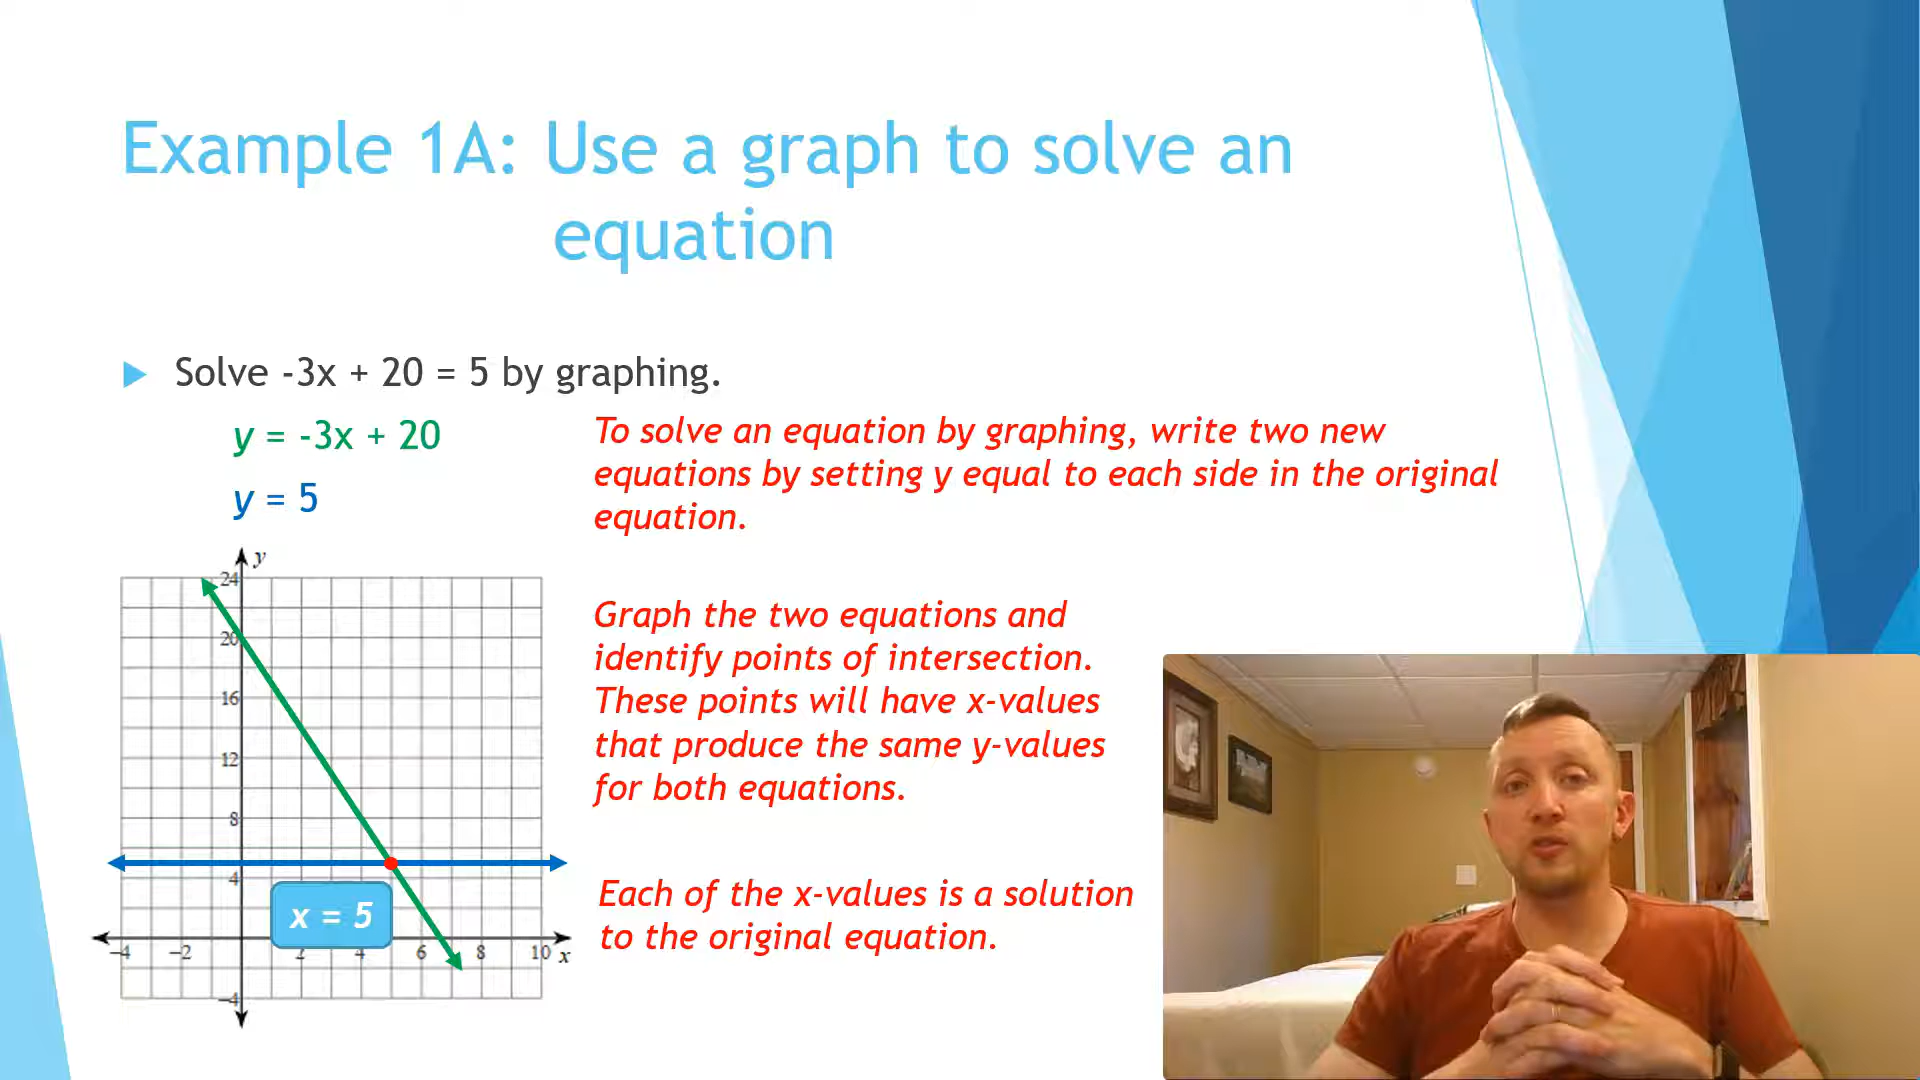 Example 1A: Use a graph to solve an
equation
Solve -3x + 20 = 5 by graphing.
y = -3x + 20
y = 5
To solve an equation by graphing, write two new
equations by setting y equal to each side in the original
equation.
y
24
20
16
12
8
4
-4 -2 2 4 6 8 10 x
-4
x = 5
Graph the two equations and
identify points of intersection.
These points will have x-values
that produce the same y-values
for both equations.
Each of the x-values is a solution
to the original equation.